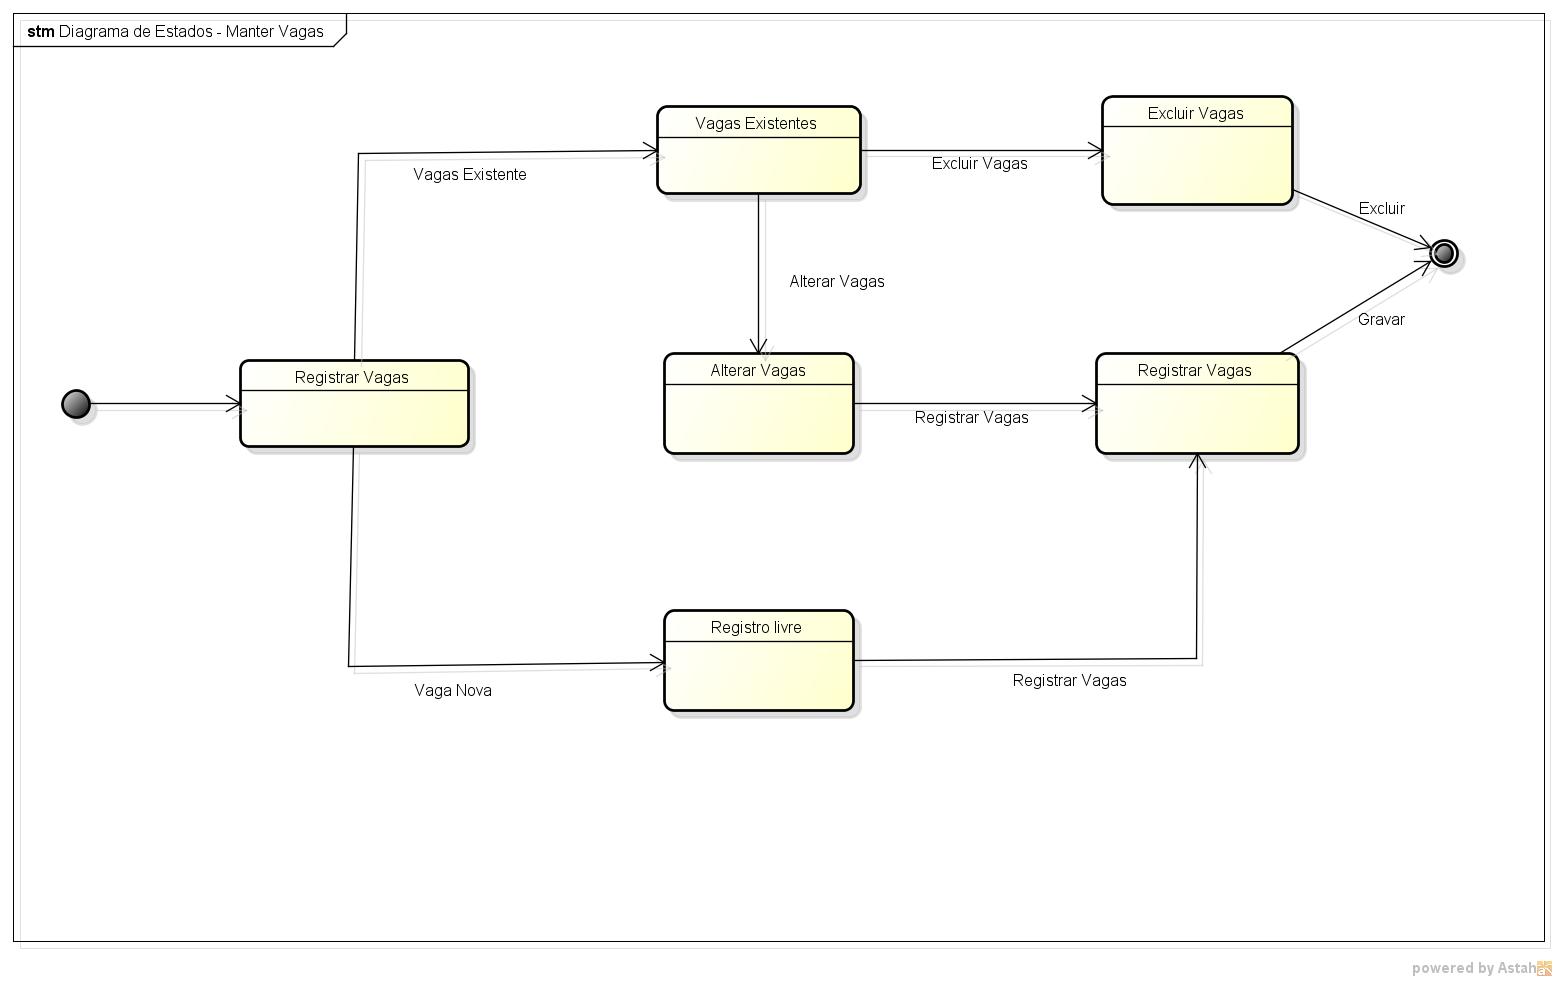 stm Diagrama de Estados - Manter Vagas
Vagas Existentes
Excluir Vagas
Vagas Existente
Excluir Vagas
Excluir
Alterar Vagas
Gravar
Registrar Vagas
Alterar Vagas
Registrar Vagas
Registrar Vagas
Registro livre
Vaga Nova
Registrar Vagas
powered by Astah